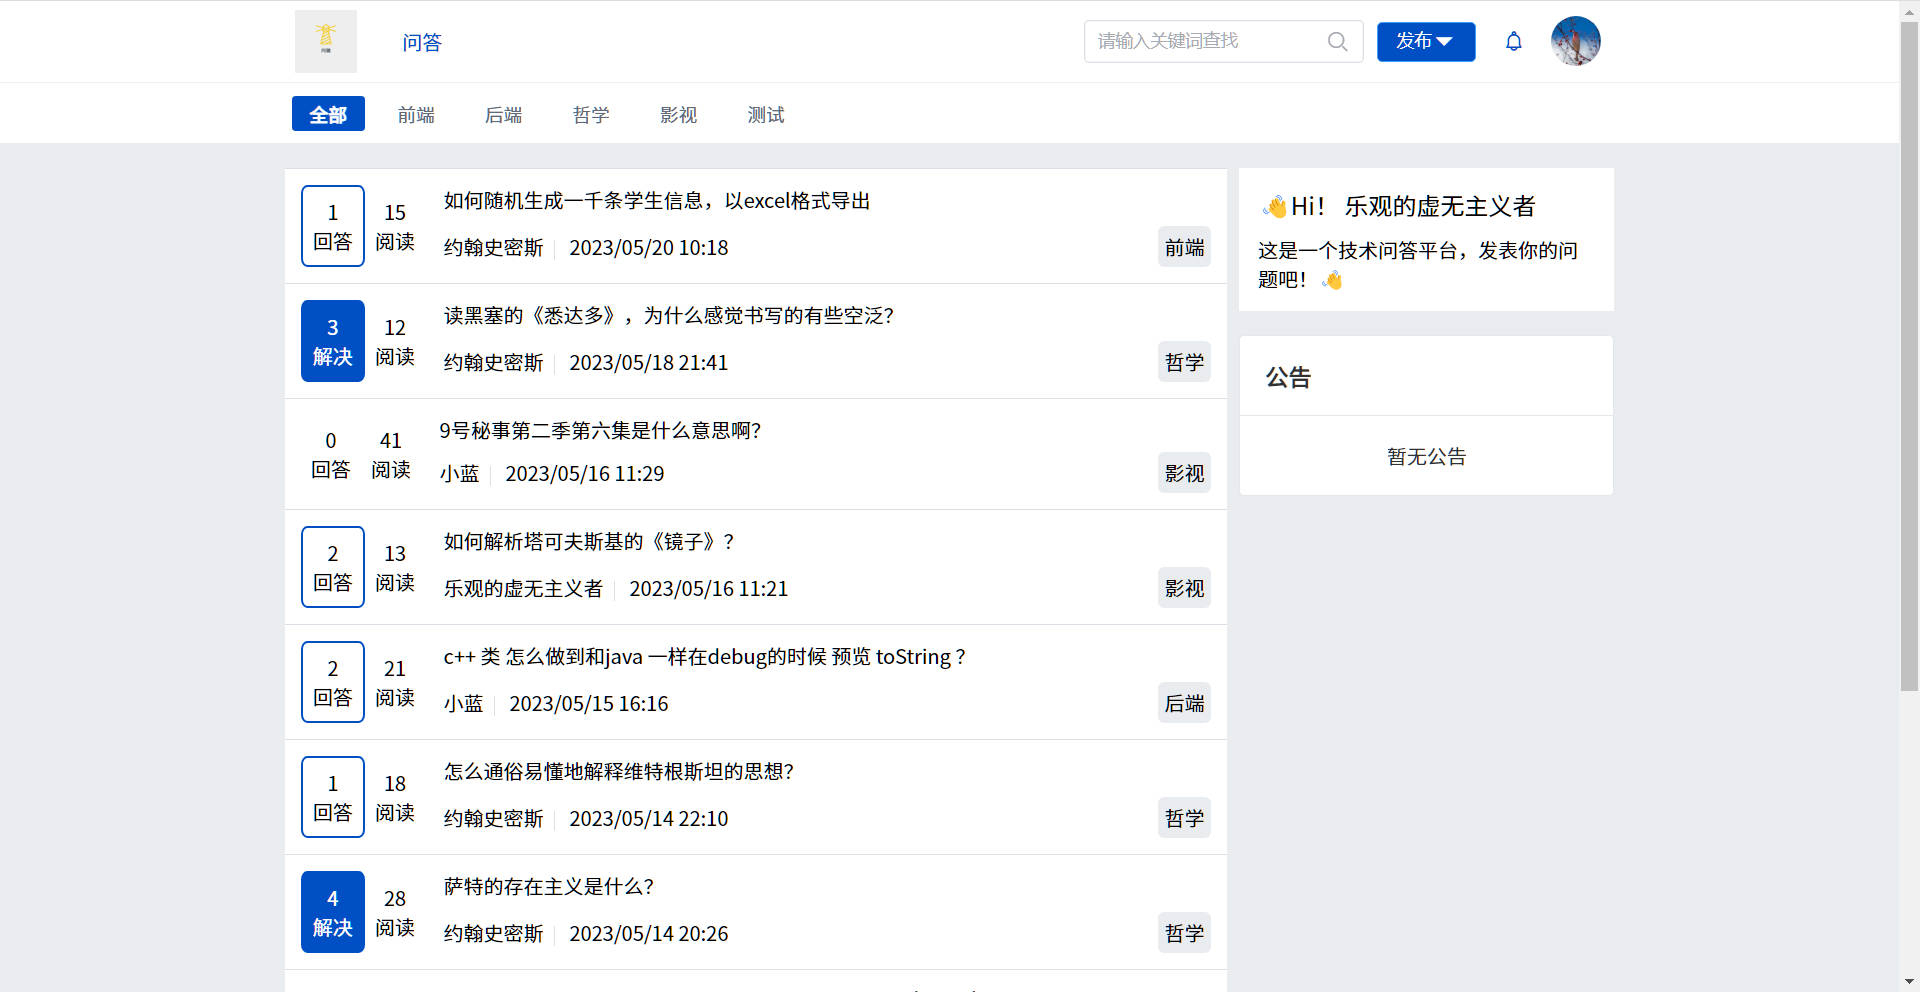 问答
请输入关键词查找
发布
全部 前端 后端 哲学 影视 测试
1 回答
15 阅读
如何随机生成一千条学生信息，以excel格式导出
约翰史密斯 2023/05/20 10:18
前端
3 解决
12 阅读
读黑塞的《悉达多》，为什么感觉书写的有些空泛？
约翰史密斯 2023/05/18 21:41
哲学
0 回答
41 阅读
9号秘事第二季第六集是什么意思啊？
小蓝 2023/05/16 11:29
影视
2 回答
13 阅读
如何解析塔可夫斯基的《镜子》？
乐观的虚无主义者 2023/05/16 11:21
影视
2 回答
21 阅读
c++ 类 怎么做到和java 一样在debug的时候 预览 toString ？
小蓝 2023/05/15 16:16
后端
1 回答
18 阅读
怎么通俗易懂地解释维特根斯坦的思想？
约翰史密斯 2023/05/14 22:10
哲学
4 解决
28 阅读
萨特的存在主义是什么？
约翰史密斯 2023/05/14 20:26
哲学
👋Hi！ 乐观的虚无主义者
这是一个技术问答平台，发表你的问
题吧！ 👋
公告
暂无公告